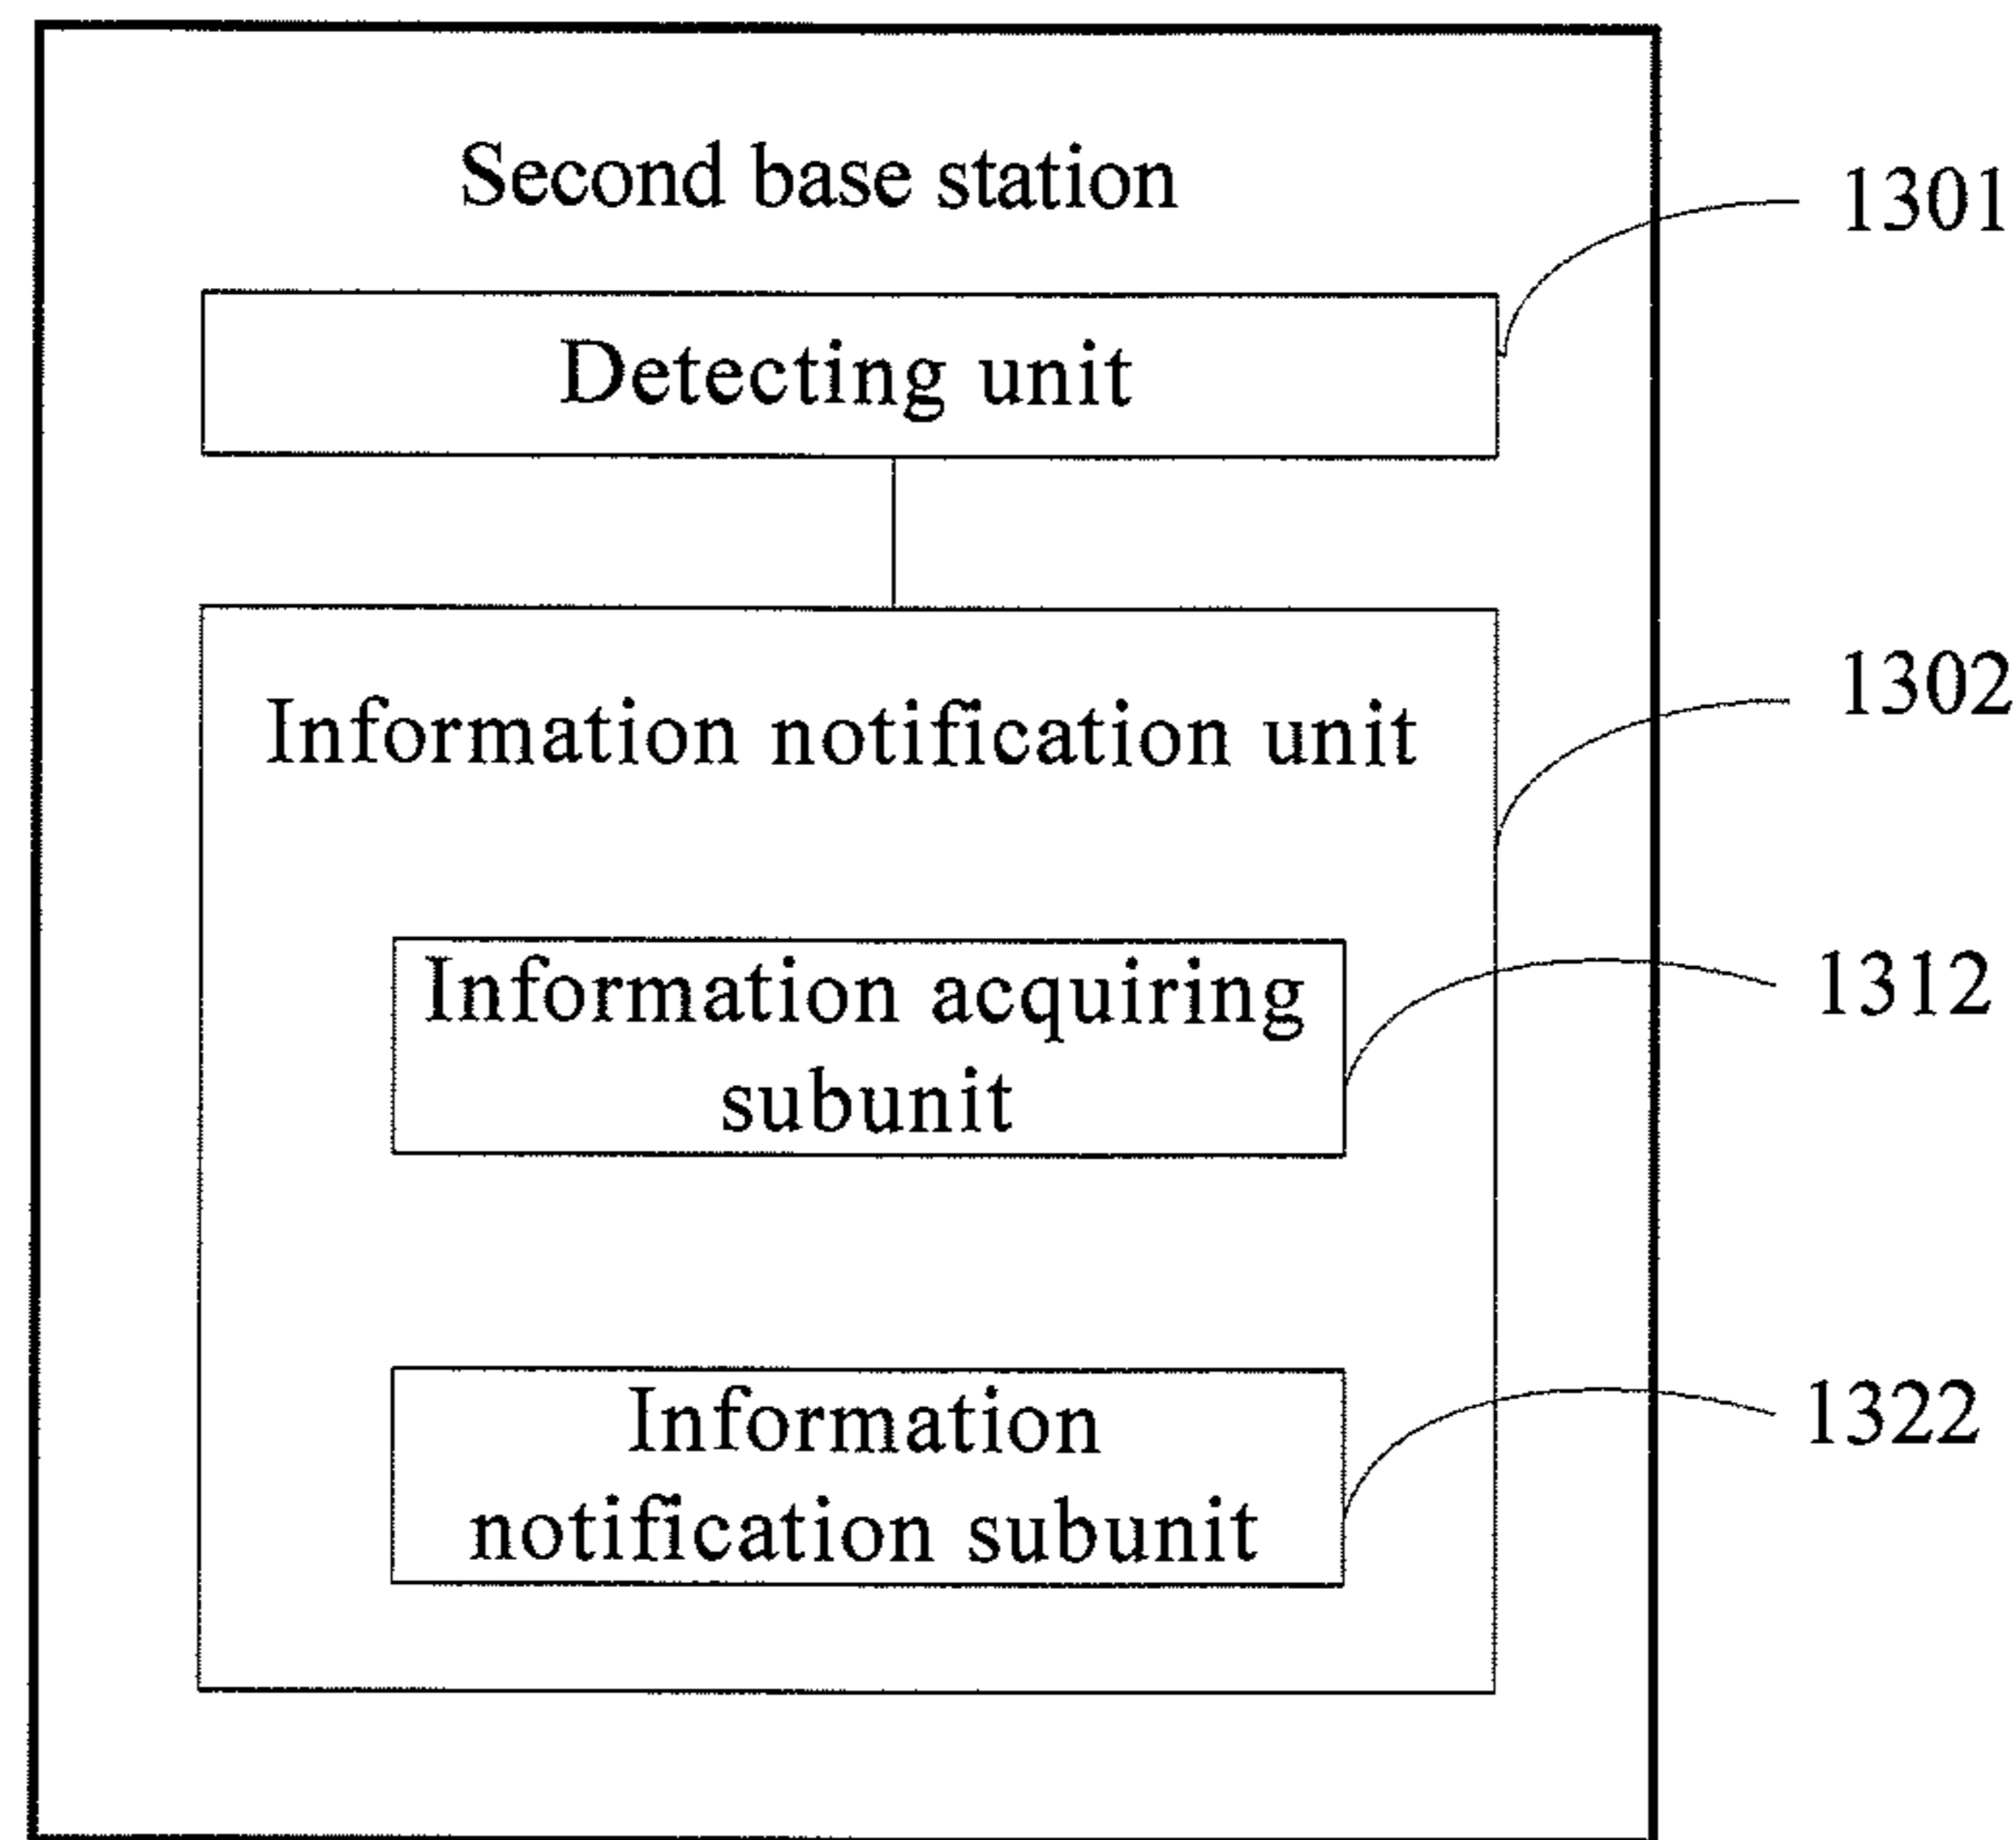 Second base station
1301
Detecting unit
1302
Information notification unit
Information acquiring
subunit
1312
Information
notification subunit
1322